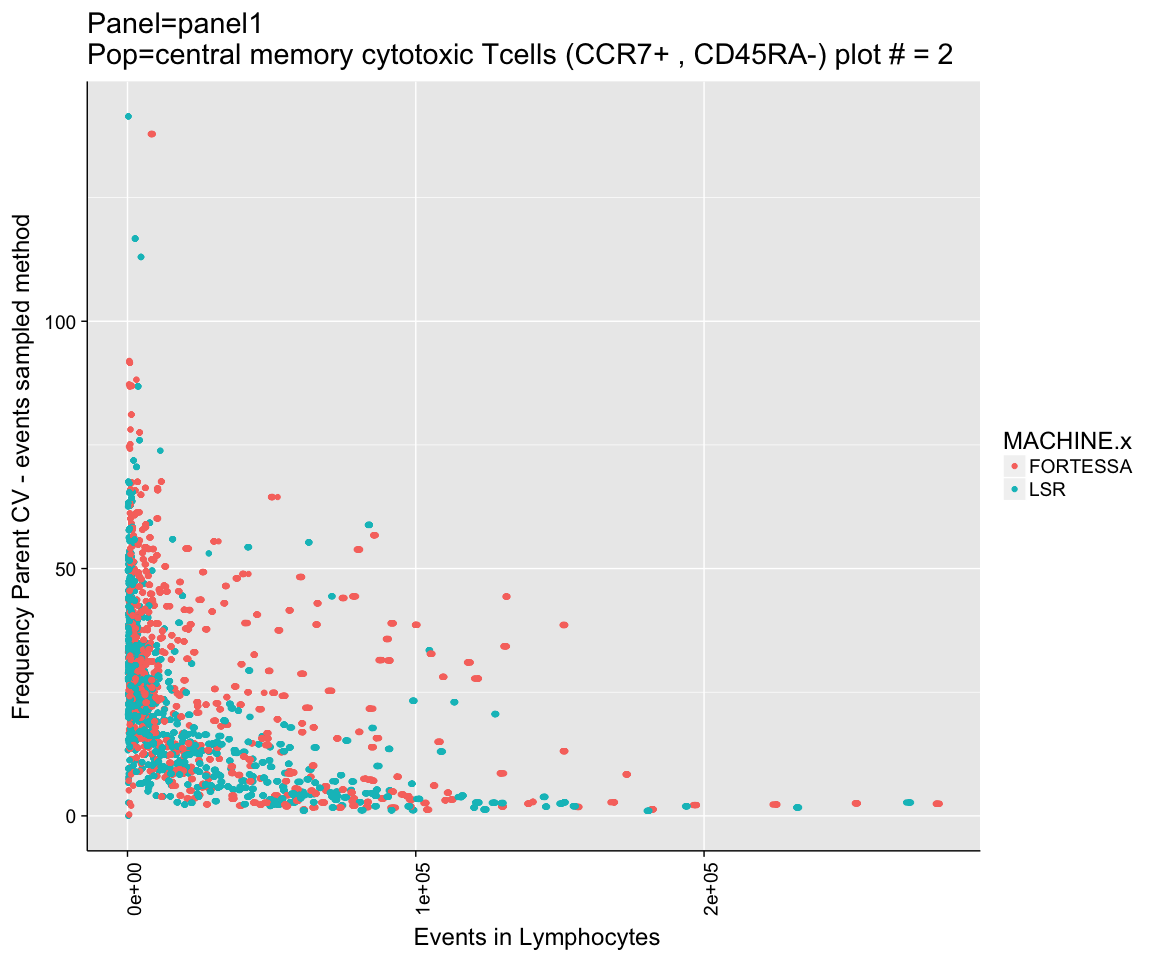 Panel=panel1
Pop=central memory cytotoxic Tcells (CCR7+ , CD45RA-) plot # = 2
Frequency Parent CV - events sampled method
100
50
0
0e+00
1e+05
2e+05
Events in Lymphocytes
MACHINE.x
FORTESSA
LSR